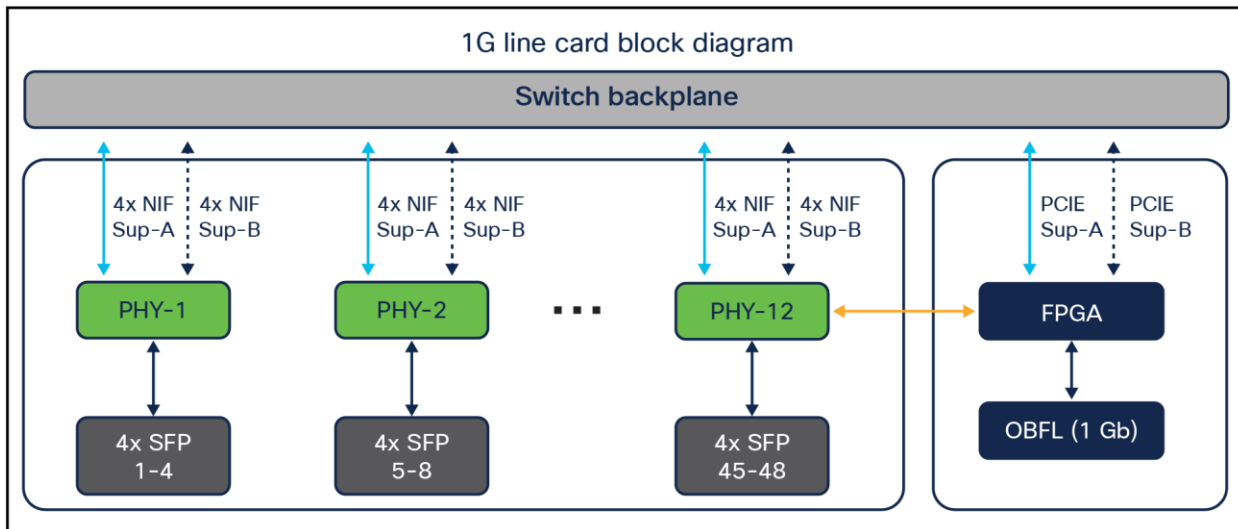 1G line card block diagram
Switch backplane
4x NIF
Sup-A
4x NIF
Sup-B
4x NIF
Sup-A
4x NIF
Sup-B
4x NIF
Sup-A
4x NIF
Sup-B
PCIE
Sup-A
PCIE
Sup-B
PHY-1
PHY-2
...
PHY-12
FPGA
4x SFP
1-4
4x SFP
5-8
4x SFP
45-48
OBFL (1 Gb)